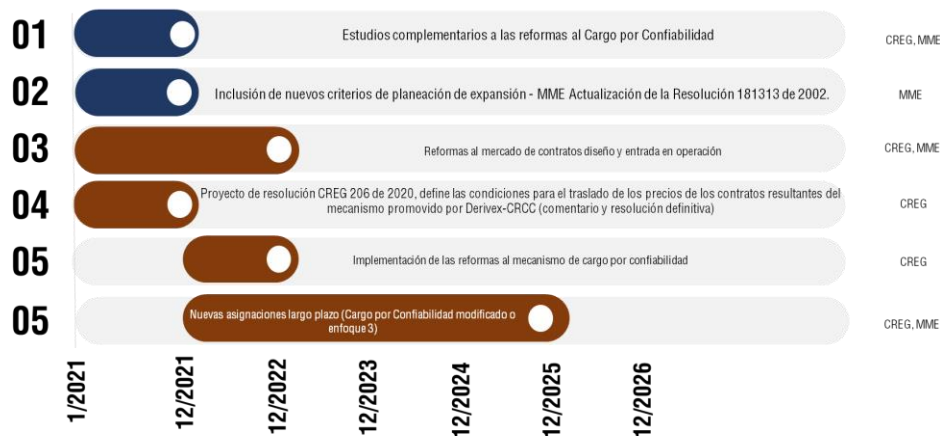 01
Estudios complementarios a las reformas al Cargo por Confiabilidad
CREG, MME
02
Inclusión de nuevos criterios de planeación de expansión - MME Actualización de la Resolución 181313 de 2002.
MME
03
Reformas al mercado de contratos diseño y entrada en operación
CREG, MME
04
Proyecto de resolución CREG 206 de 2020, define las condiciones para el traslado de los precios de los contratos resultantes del
mecanismo promovido por Derivex-CRCC (comentario y resolución definitiva)
CREG
05
Implementación de las reformas al mecanismo de cargo por confiabilidad
CREG
05
Nuevas asignaciones largo plazo (Cargo por Confiabilidad modificado o
enfoque 3)
CREG, MME
1/2021
12/2021
12/2022
12/2023
12/2024
12/2025
12/2026